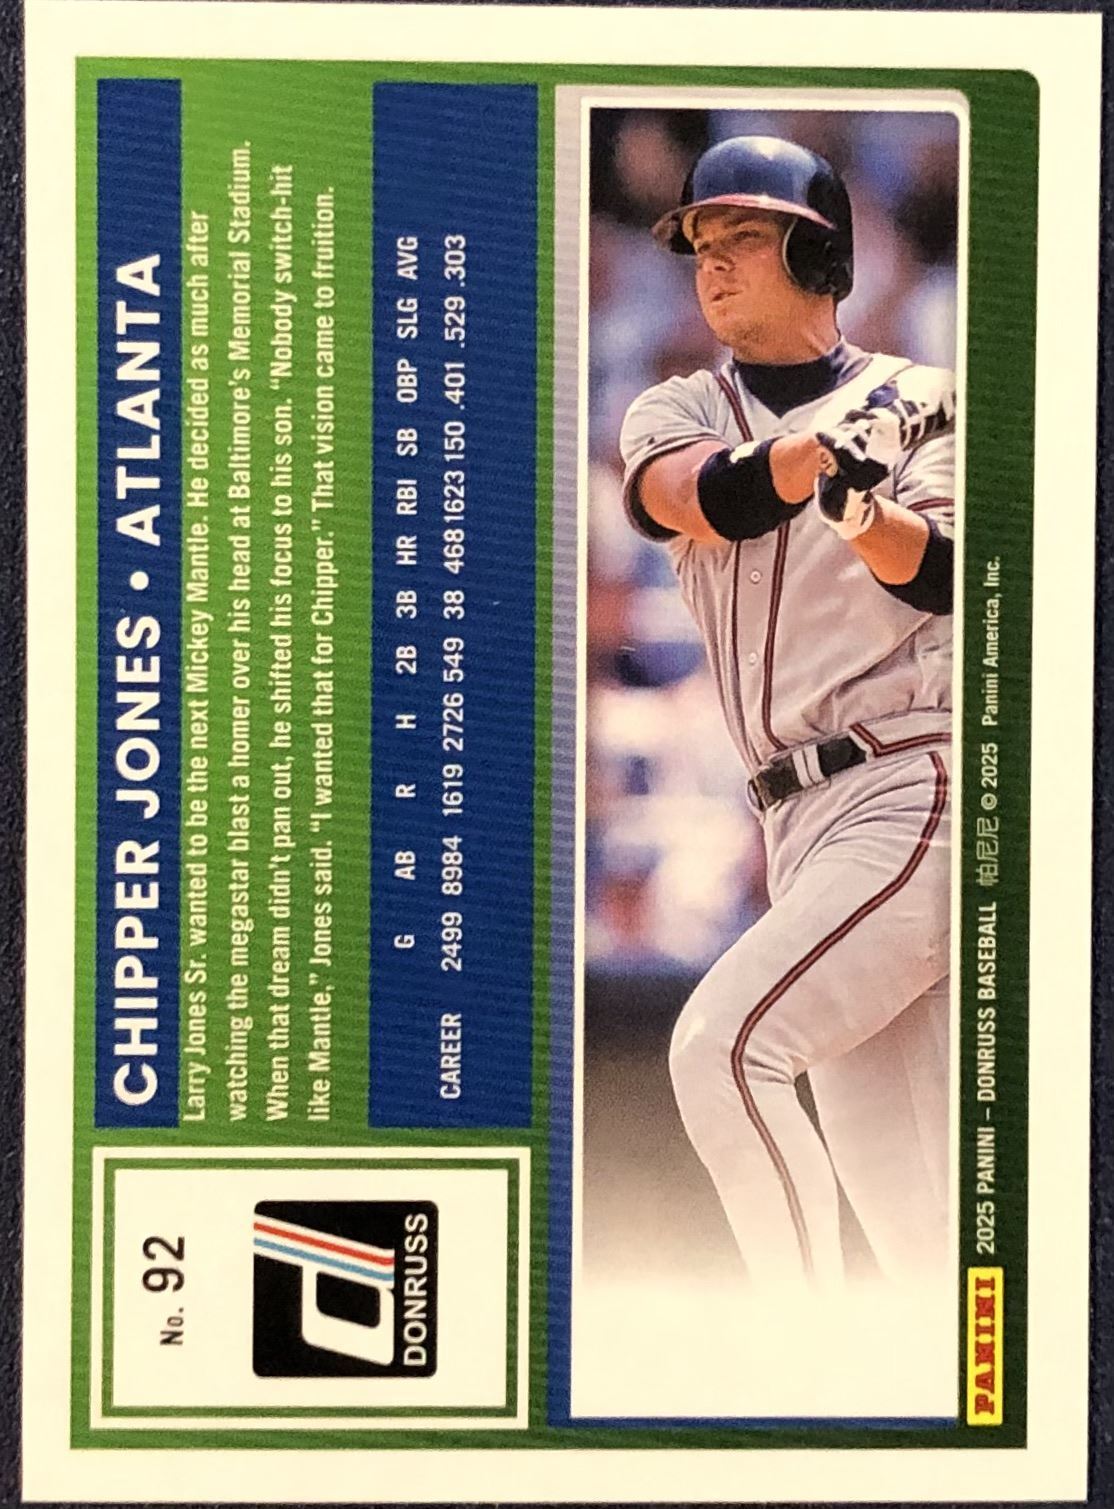 No. 92
DONRUSS
CHIPPER JONES • ATLANTA
Larry Jones Sr. wanted to be the next Mickey Mantle. He decided as much after
watching the megastar blast a homer over his head at Baltimore's Memorial Stadium.
When that dream didn't pan out, he shifted his focus to his son. "Nobody switch-hit
like Mantle," Jones said. "I wanted that for Chipper." That vision came to fruition.
G AB R H 2B 3B HR RBI SB OBP SLG AVG
CAREER 2499 8984 1619 2726 549 38 468 1623 150 .401 .529 .303
PANINI
2025 PANINI – DONRUSS BASEBALL 帕尼尼 © 2025 Panini America, Inc.